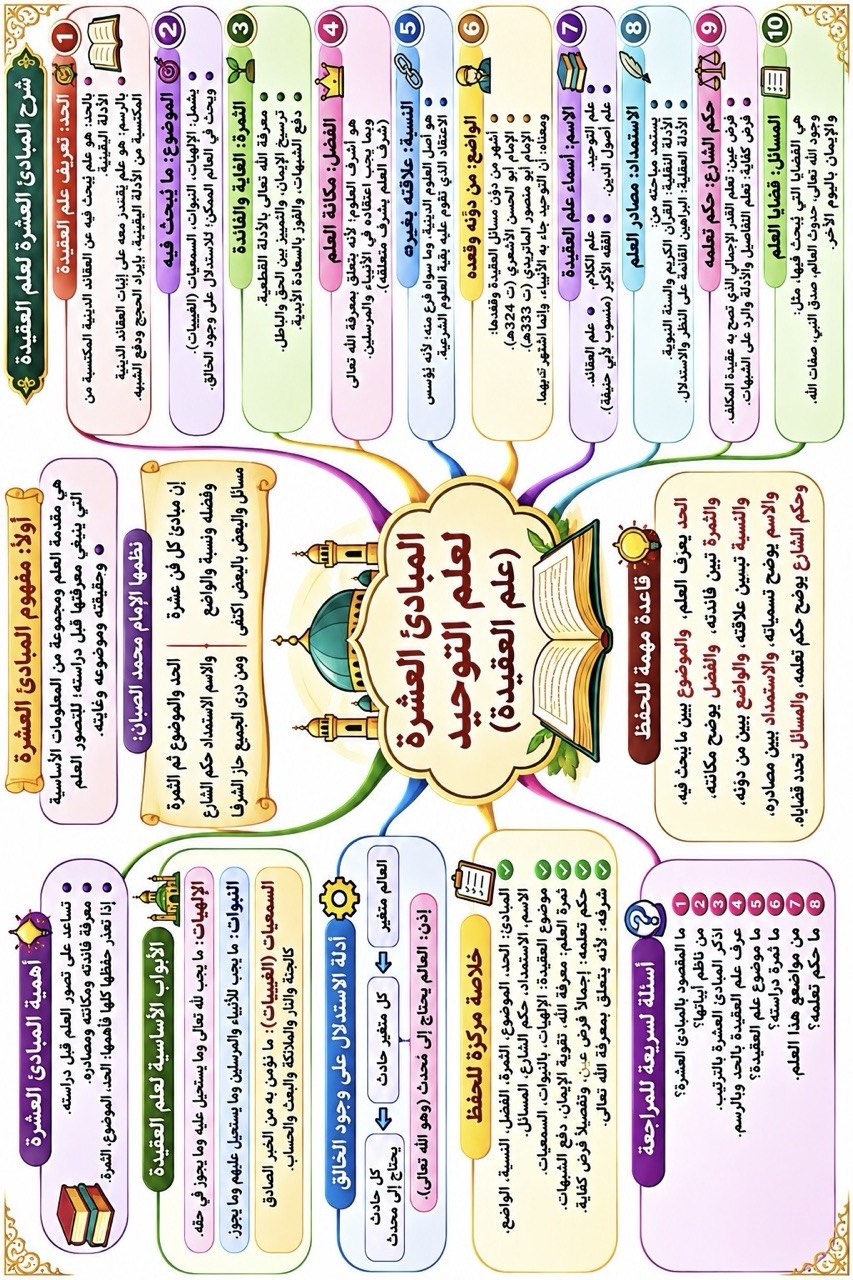 شرح المبادئ العشرة لعلم العقيدة
1
الحد: تعريف علم العقيدة
بالحد: هو علم يُبحث فيه عن العقائد الدينية المكتسبة من
الأدلة اليقينية.
بالرسم: هو علم يقتدر معه على إثبات العقائد الدينية
المكتسبة من الأدلة اليقينية بإيراد الحجج ودفع الشبهه.
2
الموضوع: ما يُبحث فيه
يشمل: الإلهيات، النبوات، السمعيات (الغيبيات).
ويبحث في العالم الممكن؛ للاستدلال على وجود الخالق.
3
الثمرة: الغاية والفائدة
معرفة الله تعالى بالأدلة القطعية.
ترسيخ الإيمان، والتمييز بين الحق والباطل.
دفع الشبهات، والفوز بالسعادة الأبدية.
4
الفضل: مكانة العلم
هو أشرف العلوم؛ لأنه يتعلق بمعرفة الله تعالى
وبما يجب اعتقاده في الأنبياء والمرسلين.
(شرف العلم بشرف متعلقه).
5
النسبة: علاقته بغيره
هو أصل العلوم الدينية، وما سواه فرع منه؛ لأنه يُؤسس
الاعتقاد الذي تقوم عليه بقية العلوم الشرعية.
6
الواضع: من دوَّنه وقعده
أشهر من دوَّن مسائل العقيدة وقعدها:
الإمام أبو الحسن الأشعري (ت 324هـ).
الإمام أبو منصور الماتريدي (ت 333هـ).
ومعناه: أن التوحيد جاء به الأنبياء، وإنما اشتهر تدبهما.
7
الاسم: أسماء علم العقيدة
علم التوحيد.
علم الكلام.
علم العقائد.
علم أصول الدين.
الفقه الأكبر (منسوب لأبي حنيفة).
8
الاستمداد: مصادر العلم
يستمد مباحثه من:
الأدلة النقلية: القرآن الكريم والسنة النبوية.
الأدلة العقلية: البراهين القائمة على النظر والاستدلال.
9
حكم الشارع: حكم تعلمه
فرض عين: تعلم القدر الإجمالي الذي تصح به عقيدة المكلف.
فرض كفاية: تعلم التفاصيل والأدلة والرد على الشبهات.
10
المسائل: قضايا العلم
هي القضايا التي يبحث فيها، مثل:
وجود الله تعالى، حدوث العالم، صدق النبي، صفات الله،
والإيمان باليوم الآخر.
أولاً: مفهوم المبادئ العشرة
هي مقدمة العلم ومجموعة من المعلومات الأساسية
التي ينبغي معرفتها قبل دراسته؛ للتصور العلم
وحقيقته وموضوعه وغايته.
نظمها الإمام محمد الصبان:
إن مبادئ كل فن عشرة
الحد والموضوع ثم الثمرة
وفضله ونسبة والواضع
والاسم الاستمداد حكم الشارع
مسائل والبعض بالبعض اكتفى
ومن درى الجميع حاز الشرفا
المبادئ العشرة
لعلم التوحيد
(علم العقيدة)
قاعدة مهمة للحفظ
الحد يعرف العلم، والموضوع يبين ما يُبحث فيه،
والثمرة تبين فائدته، والفضل يوضح مكانته،
والنسبة تبسين علاقته، والواضع يبين من دونه،
والاسم يوضح تسمياته، والاستمداد يبين مصادره،
وحكم الشارع يوضح حكم تعلمه، والمسائل تحدد قضاياه.
أهمية المبادئ العشرة
تساعد على تصور العلم قبل دراسته.
معرفة فائدته ومكانته ومصادره.
إذا تعذر حفظها كلها فأهمها: الحد، الموضوع، الثمرة.
الأبواب الأساسية لعلم العقيدة
الإلهيات: ما يجب لله تعالى وما يستحيل عليه وما يجوز في حقه.
النبوات: ما يجب للأنبياء والمرسلين وما يستحيل عليهم وما يجوز.
السمعيات (الغيبيات): ما نؤمن به من الخبر الصادق
كالجنة والنار والملائكة والبعث والحساب.
أدلة الاستدلال على وجود الخالق
العالم متغير
كل متغير حادث
كل حادث
يحتاج إلى محدث
إذن: العالم يحتاج إلى مُحدث (وهو الله تعالى).
خلاصة مركزة للحفظ
المبادئ: الحد، الموضوع، الثمرة، الفضل، النسبة، الواضع،
الاسم، الاستمداد، حكم الشارع، المسائل.
موضوع العقيدة: الإلهيات، بالنبوات، السمعيات.
ثمرة العلم: معرفة الله، تقوية الإيمان، دفع الشبهات.
حكم تعلمه: إجمالاً فرض عين، وتفصيلاً فرض كفاية.
شرفه: لأنه يتعلق بمعرفة الله تعالى.
أسئلة لسريعة للمراجعة
1 ما المقصود بالمبادئ العشرة؟
2 من ناظم أبياتها؟
3 اذكر المبادئ العشرة بالترتيب.
4 عرف علم العقيدة بالحد وبالرسم.
5 ما موضوع علم العقيدة؟
6 ما ثمرة دراسته؟
7 من مواضعو هذا العلم.
8 ما حكم تعلمه؟